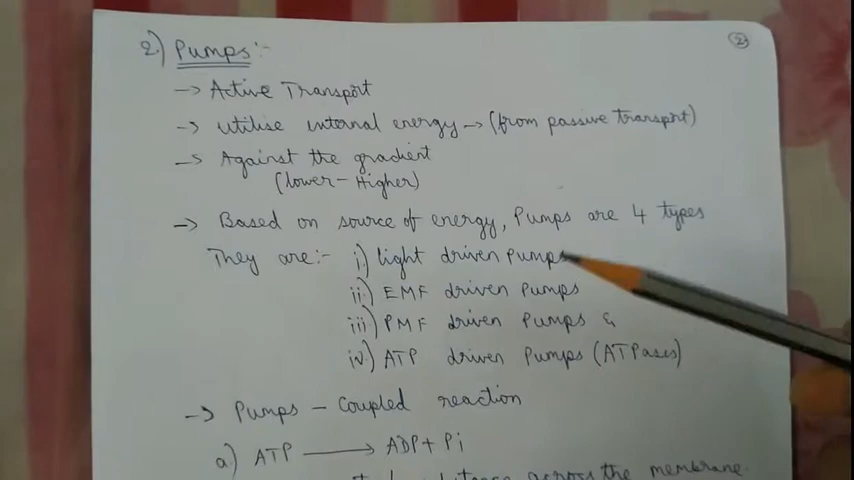 ②
2) Pumps:-
→ Active Transport
→ Utilise internal energy → (from passive transport)
→ Against the gradient
(lower - Higher)
→ Based on source of energy, Pumps are 4 types
They are:- i) light driven Pumps
ii) EMF driven Pumps
iii) PMF driven Pumps &
iv) ATP driven Pumps (ATPases)
→ Pumps - Coupled reaction
a) ATP ⟶ ADP + Pi
across the membrane.